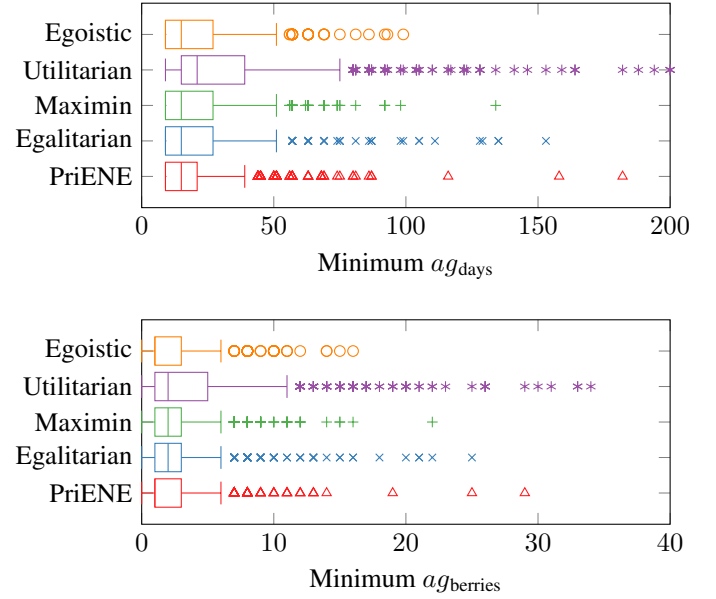 Egoistic
Utilitarian
Maximin
Egalitarian
PriENE
0 50 100 150 200
Minimum ag_days
Egoistic
Utilitarian
Maximin
Egalitarian
PriENE
0 10 20 30 40
Minimum ag_berries